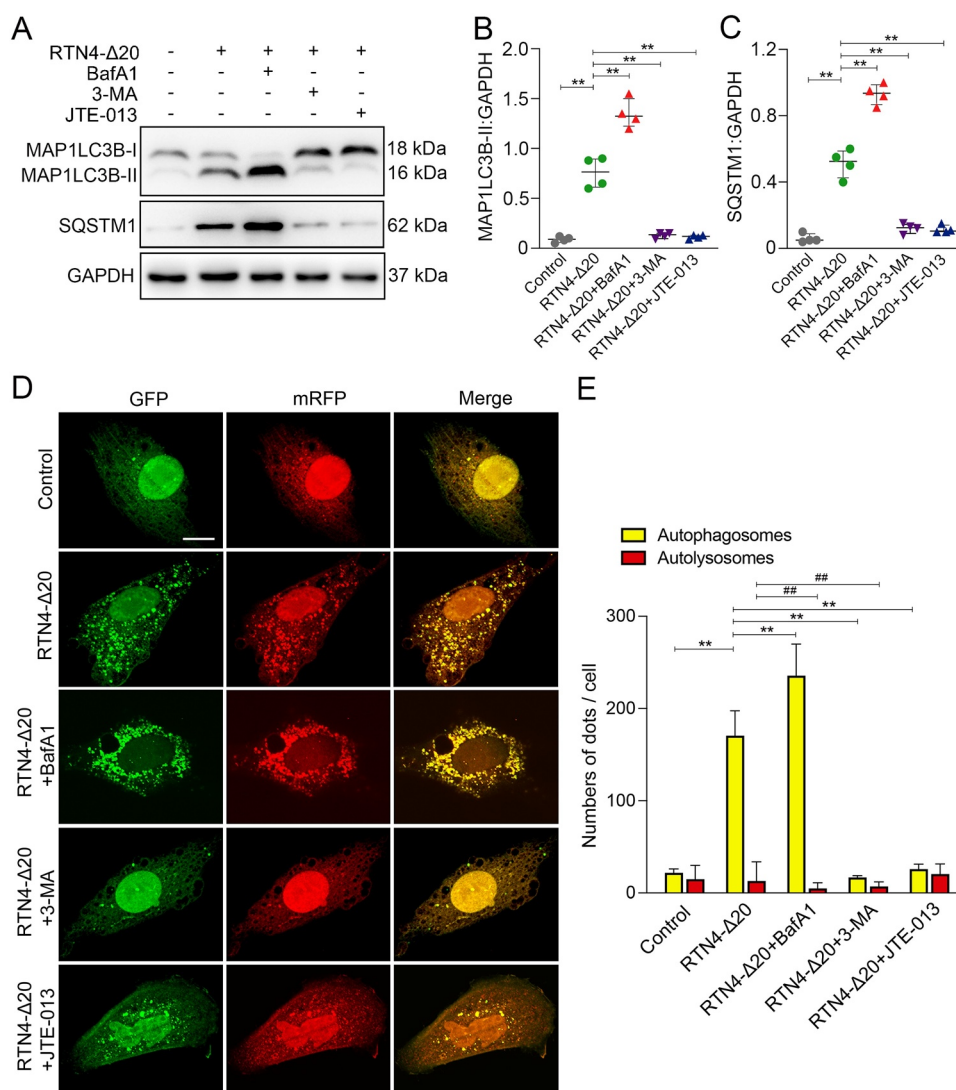 A
RTN4-Δ20 - + + + +
BafA1 - - + - -
3-MA - - - + -
JTE-013 - - - - +
MAP1LC3B-I 18 kDa
MAP1LC3B-II 16 kDa
SQSTM1 62 kDa
GAPDH 37 kDa
B
MAP1LC3B-II:GAPDH
2.0
1.5
1.0
0.5
0
**
**
**
**
Control
RTN4-Δ20
RTN4-Δ20+BafA1
RTN4-Δ20+3-MA
RTN4-Δ20+JTE-013
C
SQSTM1:GAPDH
1.2
0.8
0.4
0
**
**
**
**
Control
RTN4-Δ20
RTN4-Δ20+BafA1
RTN4-Δ20+3-MA
RTN4-Δ20+JTE-013
D
GFP mRFP Merge
Control
RTN4-Δ20
RTN4-Δ20
+BafA1
RTN4-Δ20
+3-MA
RTN4-Δ20
+JTE-013
E
Autophagosomes
Autolysosomes
Numbers of dots / cell
300
200
100
0
##
##
**
**
**
**
Control
RTN4-Δ20
RTN4-Δ20+BafA1
RTN4-Δ20+3-MA
RTN4-Δ20+JTE-013